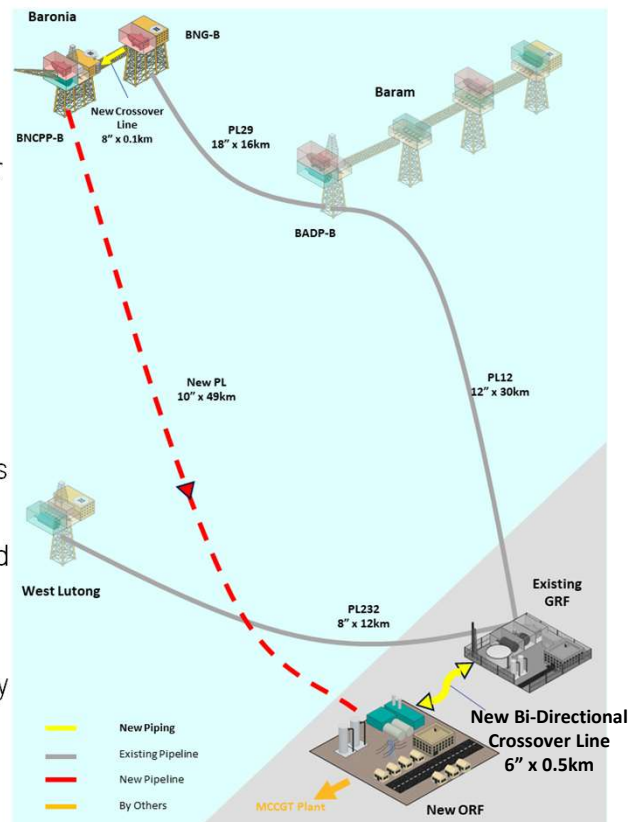 Baronia
BNG-B
New Crossover
Line
8" x 0.1km
BNCPP-B
Baram
PL29
18" x 16km
BADP-B
New PL
10" x 49km
PL12
12" x 30km
s
d
West Lutong
Existing
GRF
PL232
8" x 12km
y
New Bi-Directional
Crossover Line
6" x 0.5km
New Piping
Existing Pipeline
New Pipeline
By Others
MCCGT Plant
New ORF